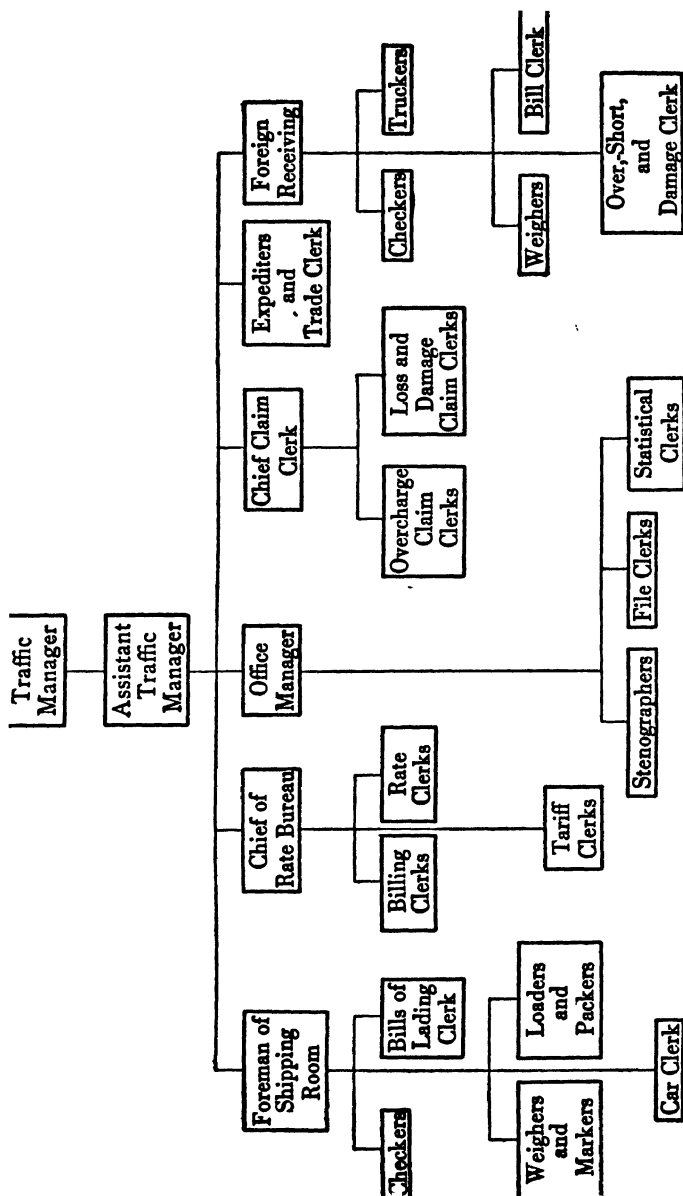 Traffic
Manager
Assistant
Traffic
Manager
Foreman of
Shipping
Room
Chief of
Rate Bureau
Office
Manager
Chief Claim
Clerk
Expediters
and
Trade Clerk
Foreign
Receiving
Checkers
Bills of
Lading
Clerk
Billing
Clerks
Rate
Clerks
Overcharge
Claim
Clerks
Loss and
Damage
Claim Clerks
Checkers
Truckers
Weighers
and
Markers
Loaders
and
Packers
Tariff
Clerks
Weighers
Bill Clerk
Car Clerk
Stenographers
File Clerks
Statistical
Clerks
Over,-Short,
and
Damage Clerk